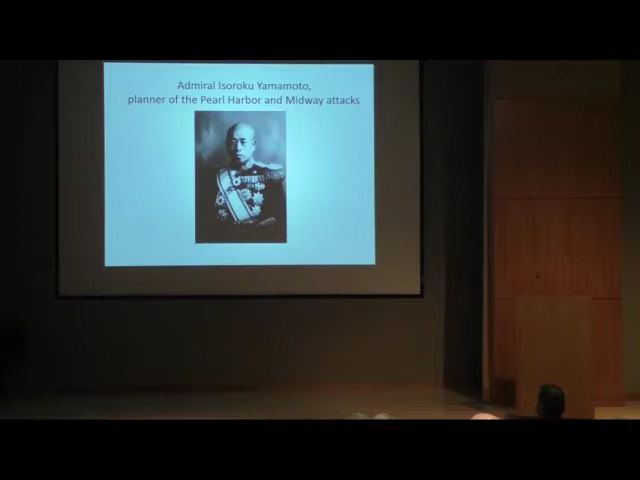 Admiral Isoroku Yamamoto,
planner of the Pearl Harbor and Midway attacks